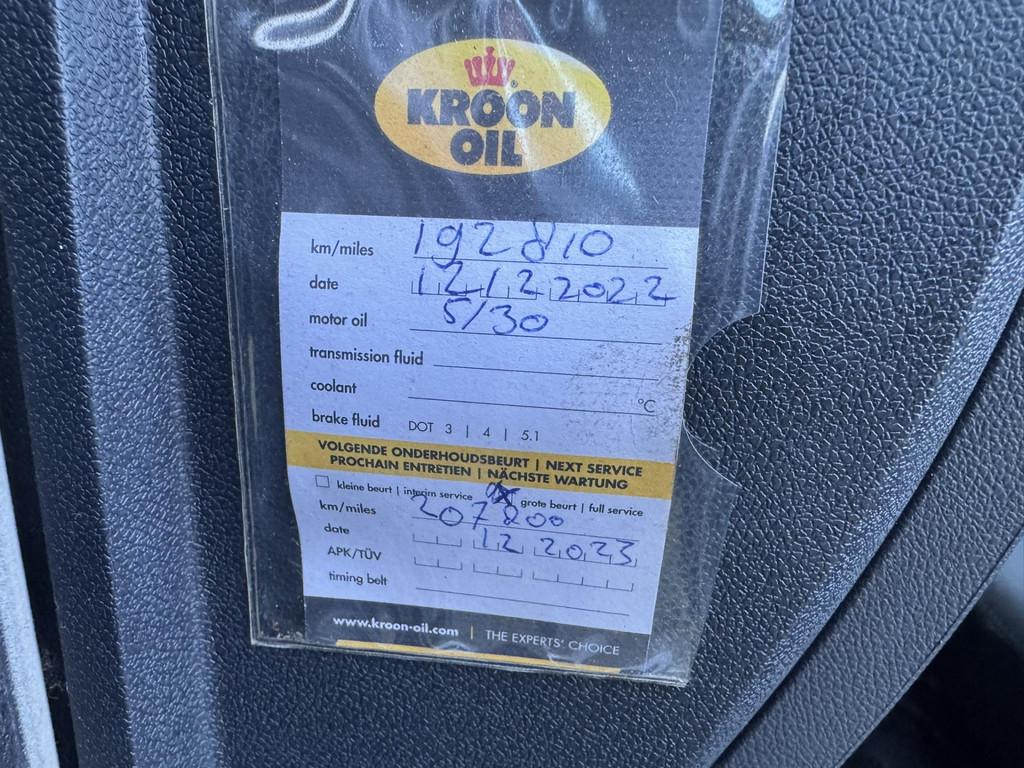 KROON
OIL
km/miles 192810
date 12 12 2022
motor oil 5/30
transmission fluid
coolant °C
brake fluid DOT 3 | 4 | 5.1
VOLGENDE ONDERHOUDSBEURT | NEXT SERVICE
PROCHAIN ENTRETIEN | NÄCHSTE WARTUNG
kleine beurt | interim service grote beurt | full service
km/miles 207800
date 12 2023
APK/TÜV
timing belt
www.kroon-oil.com | THE EXPERTS' CHOICE